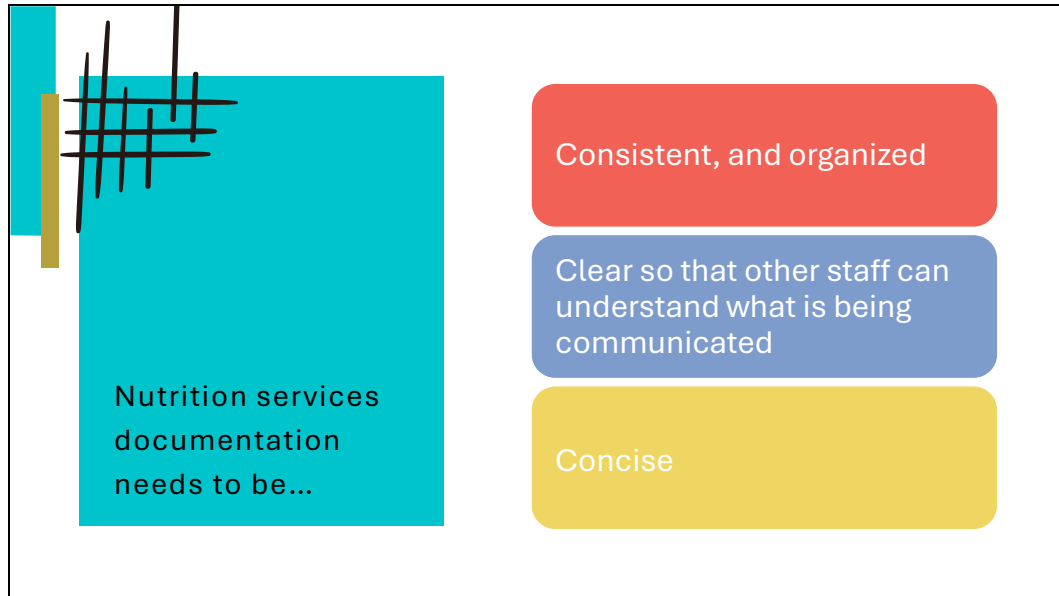 Nutrition services
documentation
needs to be...
Consistent, and organized
Clear so that other staff can
understand what is being
communicated
Concise